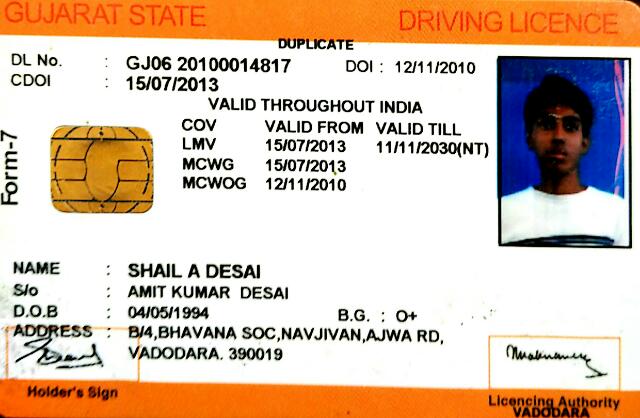 GUJARAT STATE DRIVING LICENCE
DUPLICATE
DL No. : GJ06 20100014817 DOI : 12/11/2010
CDOI : 15/07/2013
VALID THROUGHOUT INDIA
COV VALID FROM VALID TILL
LMV 15/07/2013 11/11/2030(NT)
MCWG 15/07/2013
MCWOG 12/11/2010
Form-7
NAME : SHAIL A DESAI
S/o : AMIT KUMAR DESAI
D.O.B : 04/05/1994 B.G. : O+
ADDRESS : B/4,BHAVANA SOC,NAVJIVAN,AJWA RD,
VADODARA. 390019
Holder's Sign
Licencing Authority
VADODARA